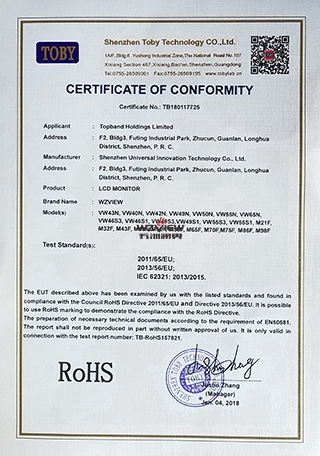 TOBY
Shenzhen Toby Technology CO.,Ltd.
1A/F.,Bldg.6, Yusheng Industrial Zone,The National Road No.107
Xixiang Section 467,Xixiang,Bao'an,Shenzhen,Guangdong
Tel:0755-26509301 Fax:0755-26509195 www.tobylab.cn
CERTIFICATE OF CONFORMITY
Certificate No.: TB180117725
Applicant : Topband Holdings Limited
Address : F2, Bldg3, Futing Industrial Park, Zhucun, Guanlan, Longhua
District, Shenzhen, P. R. C.
Manufacturer : Shenzhen Universal Innovation Technology Co., Ltd.
Address : F2, Bldg3, Futing Industrial Park, Zhucun, Guanlan, Longhua
District, Shenzhen, P. R. C.
Product : LCD MONITOR
Brand Name : WZVIEW
Model(s) : VW43N, VW40N, VW42N, VW49N, VW50N, VW55N, VW65N,
VW46S3, VW46S1, VW49S1, VW55S3, VW55S1, M21F,
M32F, M43F, M65F, M70F,M75F, M86F, M98F
WZVIEW
Test Standard(s):
2011/65/EU;
2013/56/EU;
IEC 62321: 2013/2015.
The EUT described above has been examined by us with the listed standards and found in
compliance with the Council RoHS Directive 2011/65/EU and Directive 2013/56/EU. It is possible
to use RoHS marking to demonstrate the compliance with the RoHS Directive.
The preparation of necessary technical documents according to the requirement of EN50581.
The report shall not be reproduced in part without written approval of us. It is only valid in
connection with the test report number: TB-RoHS157821.
RoHS
Zhang
(Manager)
Jan. 04, 2018